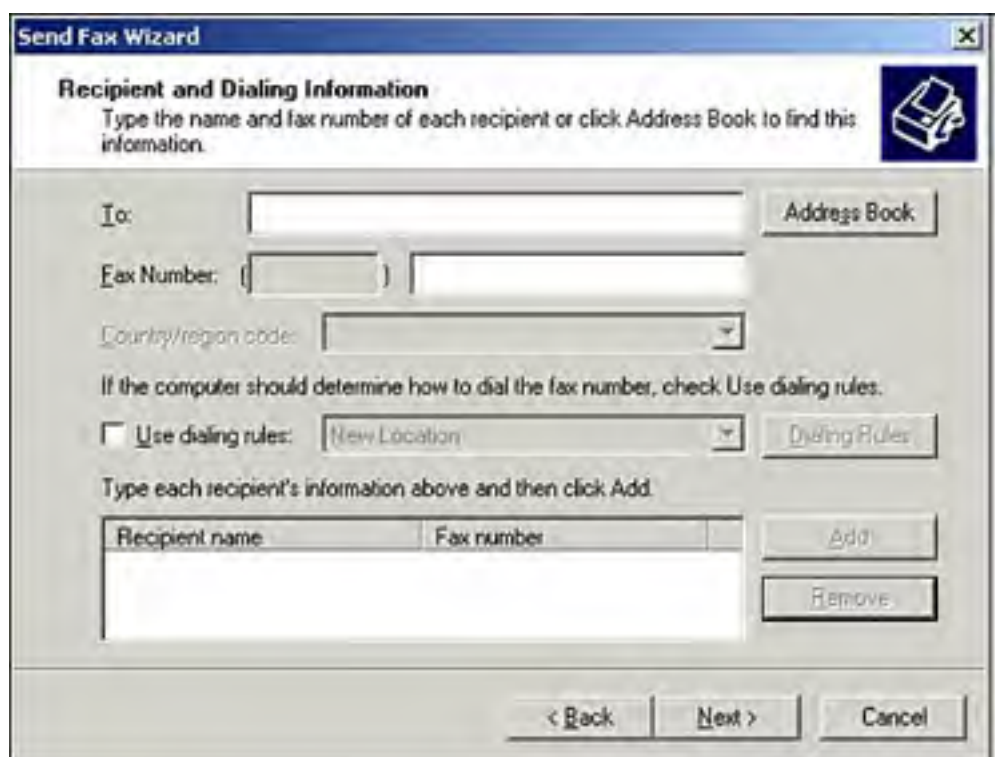 Send Fax Wizard
Recipient and Dialing Information
Type the name and fax number of each recipient or click Address Book to find this
information.
To:
Address Book
Fax Number: ( )
Country/region code:
If the computer should determine how to dial the fax number, check Use dialing rules.
Use dialing rules: New Location Dialing Rules
Type each recipient's information above and then click Add.
Recipient name Fax number
Add
Remove
< Back Next > Cancel